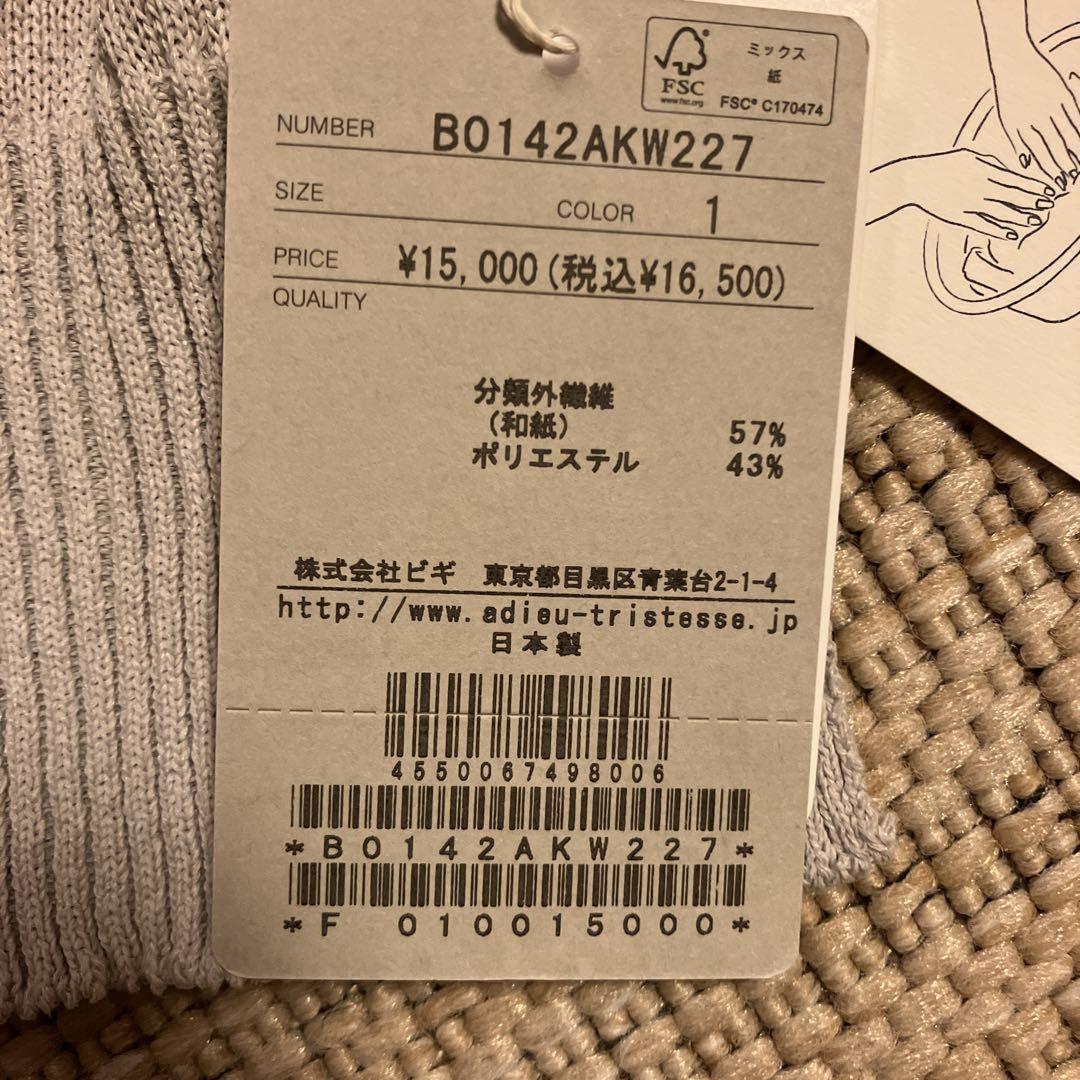 FSC
www.fsc.org
ミックス
紙
FSC® C170474
NUMBER B0142AKW227
SIZE
COLOR 1
PRICE ¥15,000(税込¥16,500)
QUALITY
分類外繊維
(和紙) 57%
ポリエステル 43%
株式会社ビギ 東京都目黒区青葉台2-1-4
http://www.adieu-tristesse.jp
日本製
4550067498006
*B0142AKW227*
*F 010015000*